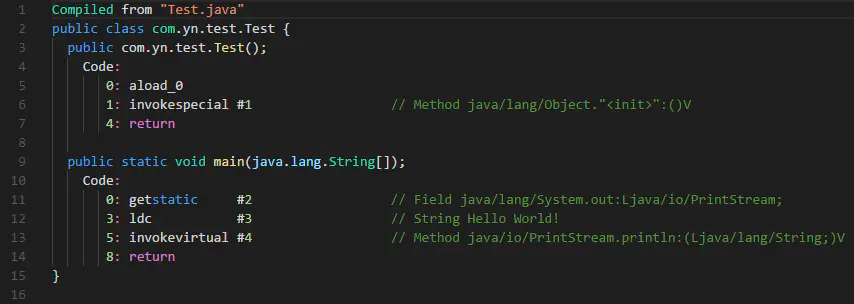 1 Compiled from "Test.java"
2 public class com.yn.test.Test {
3   public com.yn.test.Test();
4     Code:
5        0: aload_0
6        1: invokespecial #1                  // Method java/lang/Object."<init>":()V
7        4: return
8
9   public static void main(java.lang.String[]);
10     Code:
11        0: getstatic     #2                  // Field java/lang/System.out:Ljava/io/PrintStream;
12        3: ldc           #3                  // String Hello World!
13        5: invokevirtual #4                  // Method java/io/PrintStream.println:(Ljava/lang/String;)V
14        8: return
15 }
16